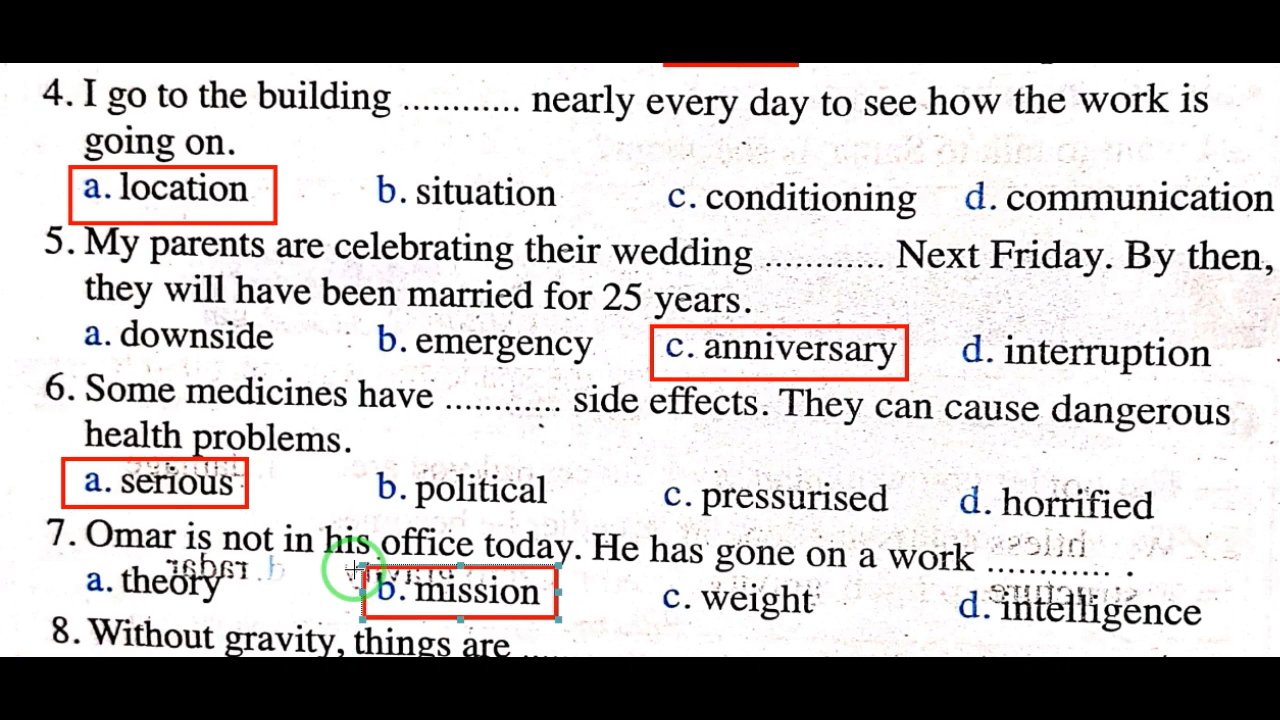 4. I go to the building ............ nearly every day to see how the work is
going on.
a. location b. situation c. conditioning d. communication
5. My parents are celebrating their wedding ............ Next Friday. By then,
they will have been married for 25 years.
a. downside b. emergency c. anniversary d. interruption
6. Some medicines have ............ side effects. They can cause dangerous
health problems.
a. serious b. political c. pressurised d. horrified
7. Omar is not in his office today. He has gone on a work ............ .
a. theory b. mission c. weight d. intelligence
8. Without gravity, things are .....